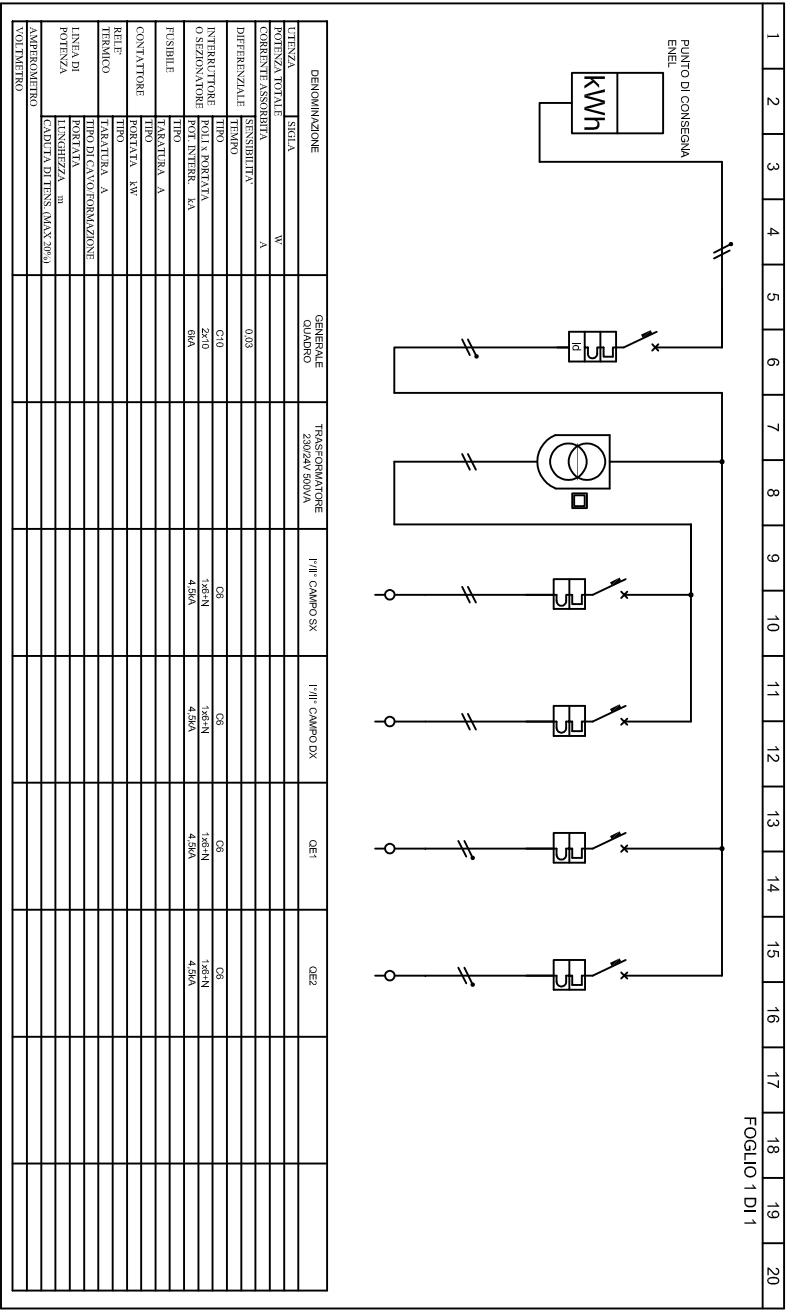 1 2 3 4 5 6 7 8 9 10 11 12 13 14 15 16 17 18 19 20
FOGLIO 1 DI 1
PUNTO DI CONSEGNA
ENEL
kWh
Id
DENOMINAZIONE
GENERALE
QUADRO
TRASFORMATORE
230/24V 500VA
I°/II° CAMPO SX
I°/II° CAMPO DX
QE1
QE2
UTENZA SIGLA
POTENZA TOTALE W
CORRENTE ASSORBITA A
DIFFERENZIALE SENSIBILITA' 0,03
TEMPO
INTERRUTTORE
O SEZIONATORE
TIPO C10 C6 C6 C6 C6
POLI x PORTATA 2x10 1x6+N 1x6+N 1x6+N 1x6+N
POT. INTERR. kA 6kA 4,5kA 4,5kA 4,5kA 4,5kA
FUSIBILE TIPO
TARATURA A
CONTATTORE TIPO
PORTATA kW
RELE'
TERMICO
TIPO
TARATURA A
LINEA DI
POTENZA
TIPO DI CAVO/FORMAZIONE
PORTATA
LUNGHEZZA m
CADUTA DI TENS. (MAX 20%)
AMPEROMETRO
VOLTMETRO